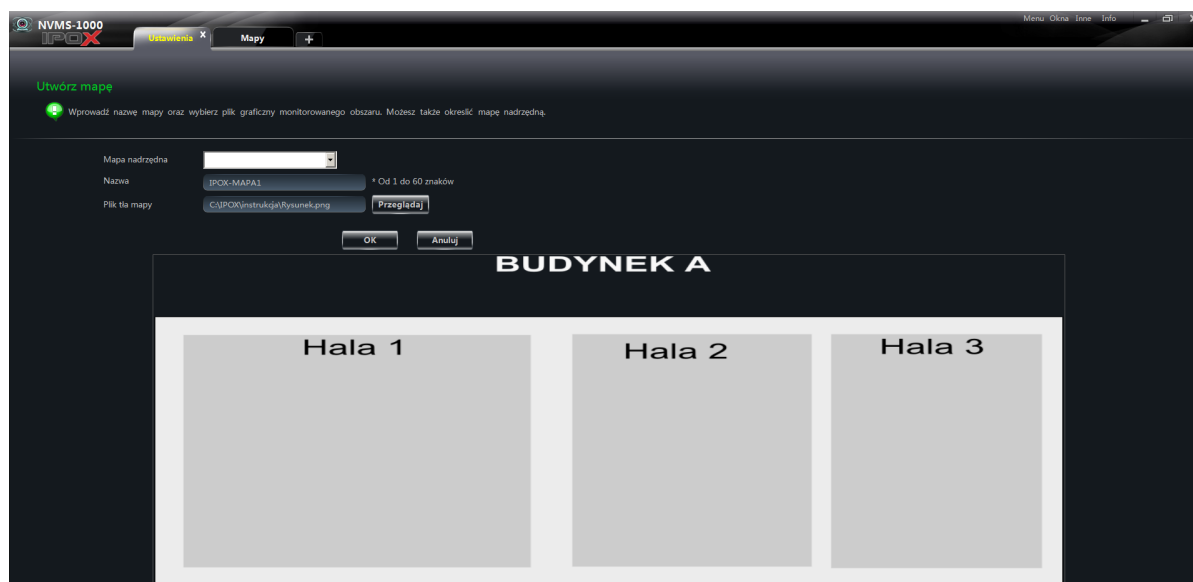 NVMS-1000
IPOX
Menu Okna Inne Info
Ustawienia X Mapy +
Utwórz mapę
Wprowadź nazwę mapy oraz wybierz plik graficzny monitorowanego obszaru. Możesz także określić mapę nadrzędną.
Mapa nadrzędna
Nazwa IPOX-MAPA1 * Od 1 do 60 znaków
Plik tła mapy C:\IPOX\instrukcja\Rysunek.png Przeglądaj
OK Anuluj
BUDYNEK A
Hala 1 Hala 2 Hala 3